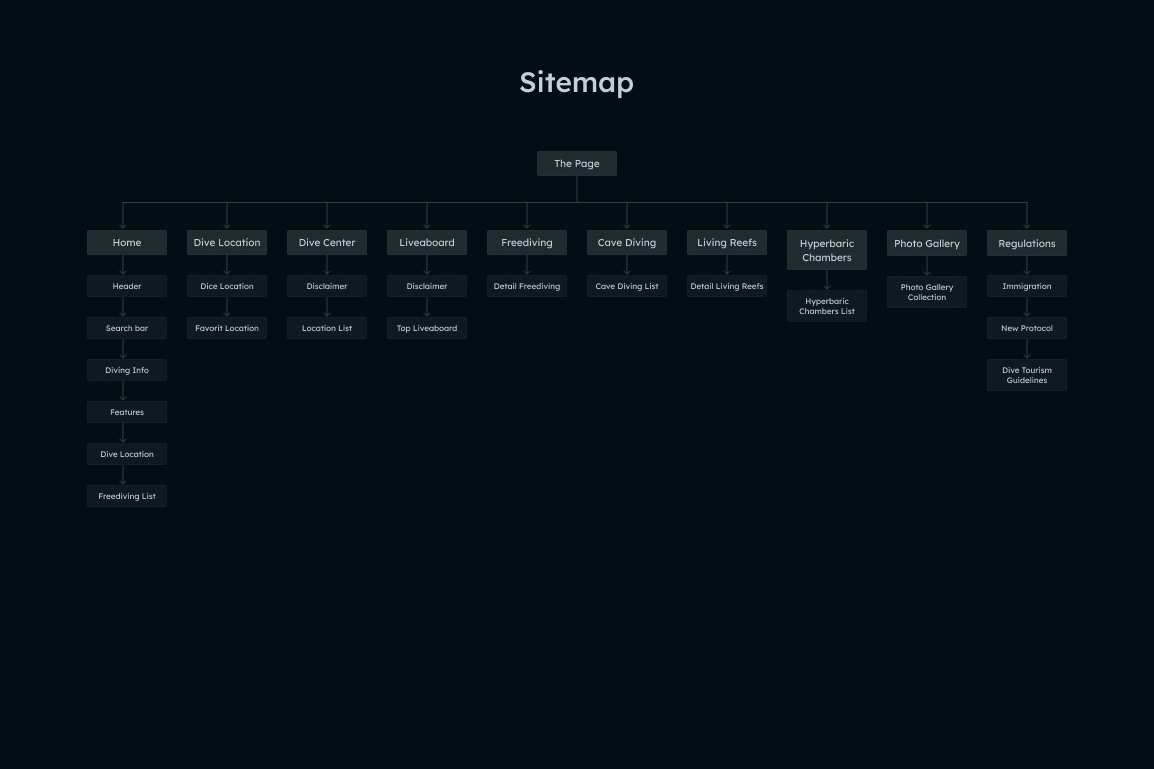 Sitemap
The Page
Home
Dive Location
Dive Center
Liveaboard
Freediving
Cave Diving
Living Reefs
Hyperbaric
Chambers
Photo Gallery
Regulations
Header
Dice Location
Disclaimer
Disclaimer
Detail Freediving
Cave Diving List
Detail Living Reefs
Hyperbaric
Chambers List
Photo Gallery
Collection
Immigration
Search bar
Favorit Location
Location List
Top Liveaboard
New Protocol
Diving Info
Dive Tourism
Guidelines
Features
Dive Location
Freediving List